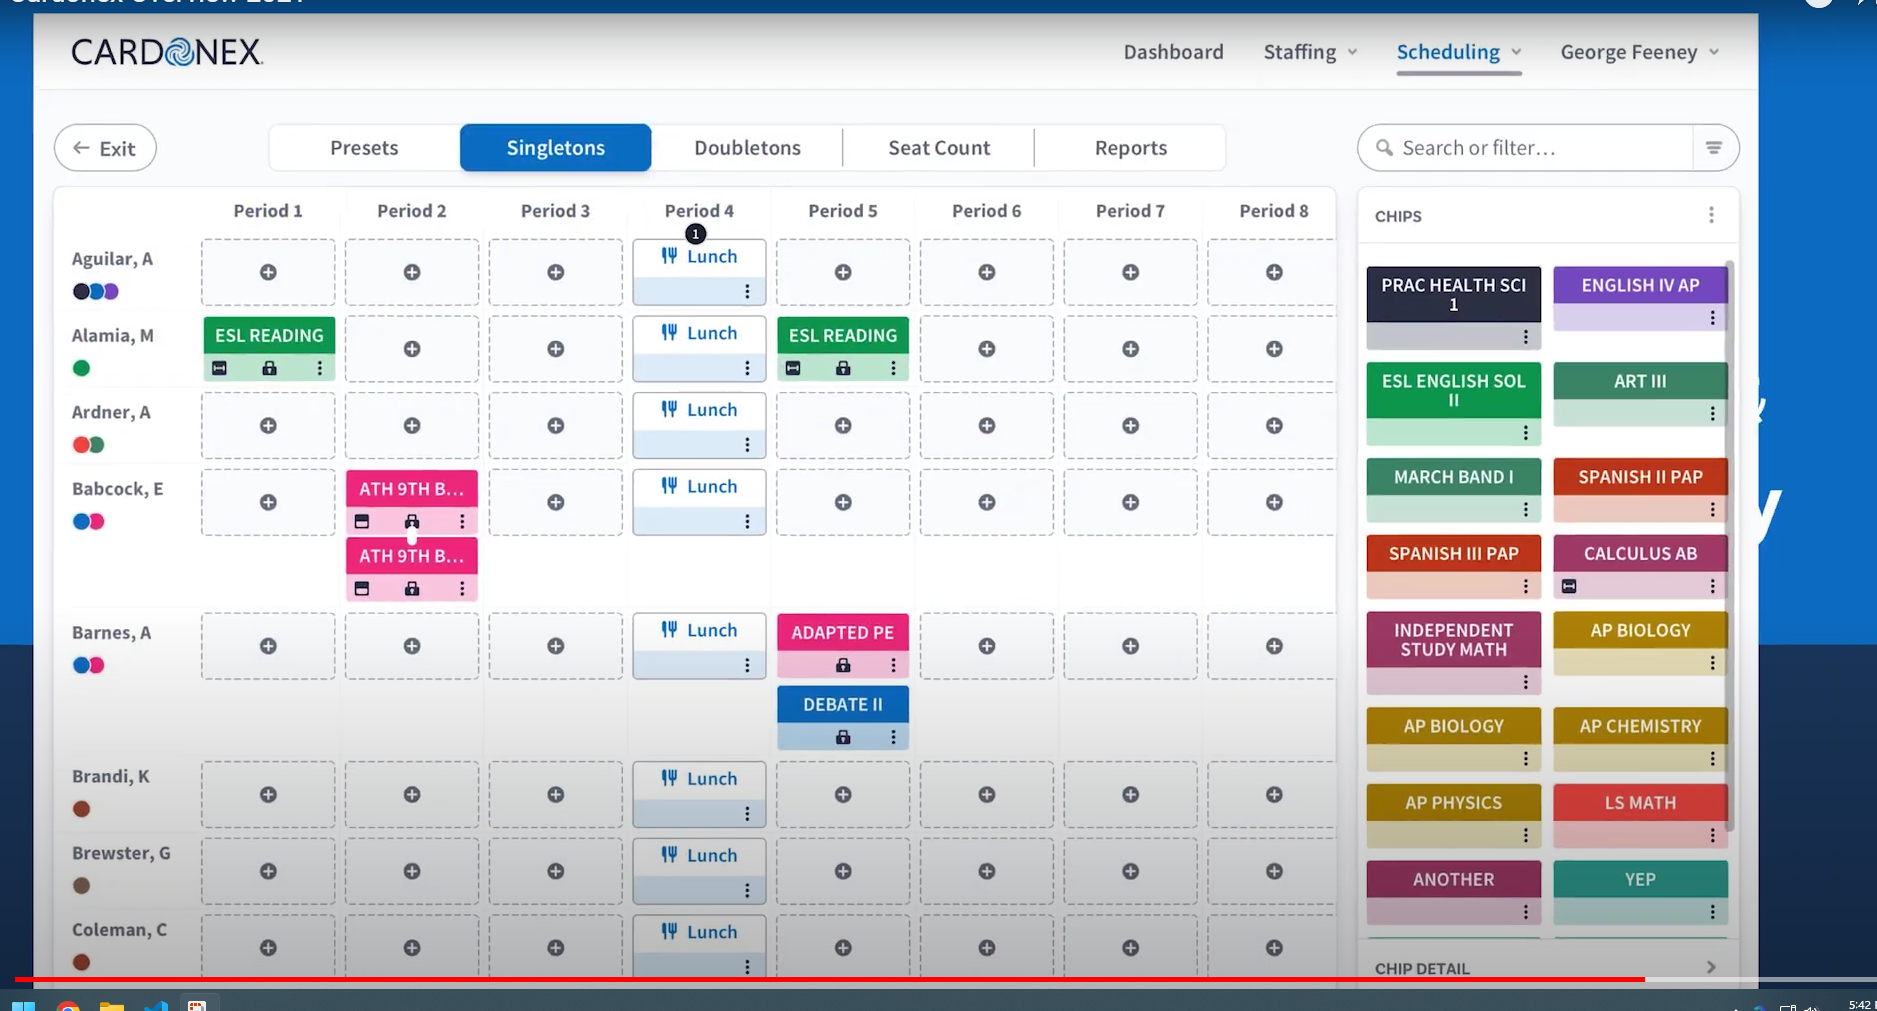 Cardonex Overview 2021
CARDONEX.
Dashboard
Staffing
Scheduling
George Feeney
Exit
Presets
Singletons
Doubletons
Seat Count
Reports
Search or filter...
Period 1
Period 2
Period 3
Period 4
Period 5
Period 6
Period 7
Period 8
1
Aguilar, A
Lunch
Alamia, M
ESL READING
Lunch
ESL READING
Ardner, A
Lunch
Babcock, E
ATH 9TH B...
Lunch
ATH 9TH B...
Barnes, A
Lunch
ADAPTED PE
DEBATE II
Brandi, K
Lunch
Brewster, G
Lunch
Coleman, C
Lunch
CHIPS
PRAC HEALTH SCI
1
ENGLISH IV AP
ESL ENGLISH SOL
II
ART III
MARCH BAND I
SPANISH II PAP
SPANISH III PAP
CALCULUS AB
INDEPENDENT
STUDY MATH
AP BIOLOGY
AP BIOLOGY
AP CHEMISTRY
AP PHYSICS
LS MATH
ANOTHER
YEP
CHIP DETAIL
5:42